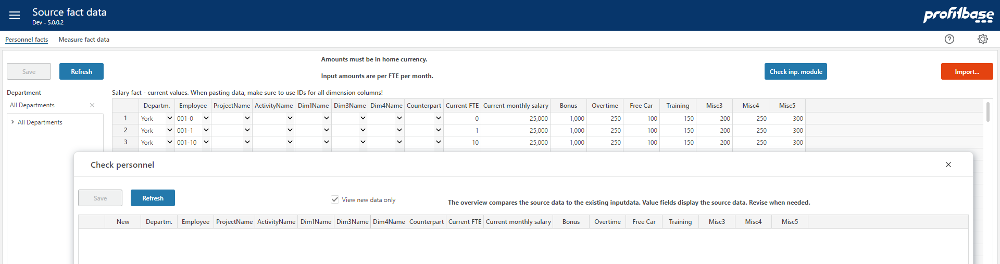 Source fact data
Dev - 5.0.0.2
profitbase
Personnel facts Measure fact data
Amounts must be in home currency.
Save Refresh Check inp. module Import...
Input amounts are per FTE per month.
Department Salary fact - current values. When pasting data, make sure to use IDs for all dimension columns!
All Departments
All Departments
Departm. Employee ProjectName ActivityName Dim1Name Dim3Name Dim4Name Counterpart Current FTE Current monthly salary Bonus Overtime Free Car Training Misc3 Misc4 Misc5
1 York 001-0 0 25,000 1,000 250 100 150 200 250 300
2 York 001-1 1 25,000 1,000 250 100 150 200 250 300
3 York 001-10 10 25,000 1,000 250 100 150 200 250 300
Check personnel
Save Refresh View new data only The overview compares the source data to the existing inputdata. Value fields display the source data. Revise when needed.
New Departm. Employee ProjectName ActivityName Dim1Name Dim3Name Dim4Name Counterpart Current FTE Current monthly salary Bonus Overtime Free Car Training Misc3 Misc4 Misc5